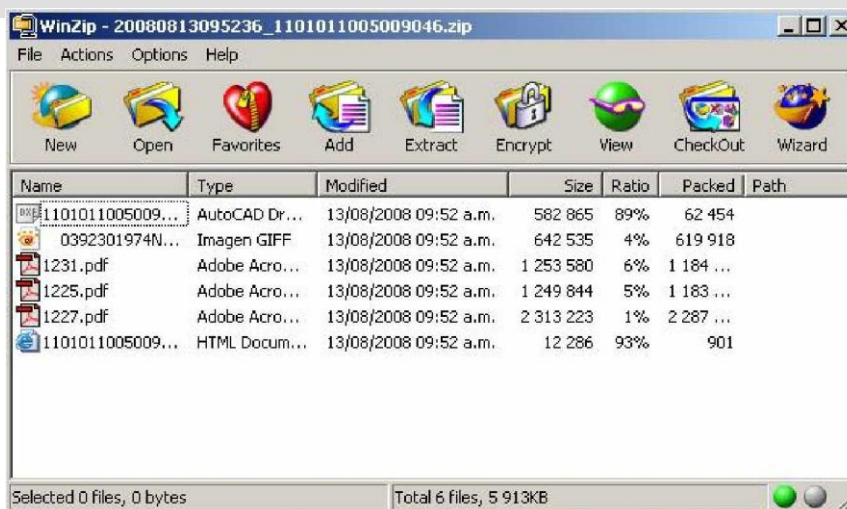 WinZip - 20080813095236_1101011005009046.zip
File Actions Options Help
New Open Favorites Add Extract Encrypt View CheckOut Wizard
Name Type Modified Size Ratio Packed Path
1101011005009... AutoCAD Dr... 13/08/2008 09:52 a.m. 582 865 89% 62 454
0392301974N... Imagen GIFF 13/08/2008 09:52 a.m. 642 535 4% 619 918
1231.pdf Adobe Acro... 13/08/2008 09:52 a.m. 1 253 580 6% 1 184 ...
1225.pdf Adobe Acro... 13/08/2008 09:52 a.m. 1 249 844 5% 1 183 ...
1227.pdf Adobe Acro... 13/08/2008 09:52 a.m. 2 313 223 1% 2 287 ...
1101011005009... HTML Docum... 13/08/2008 09:52 a.m. 12 286 93% 901
Selected 0 files, 0 bytes Total 6 files, 5 913KB